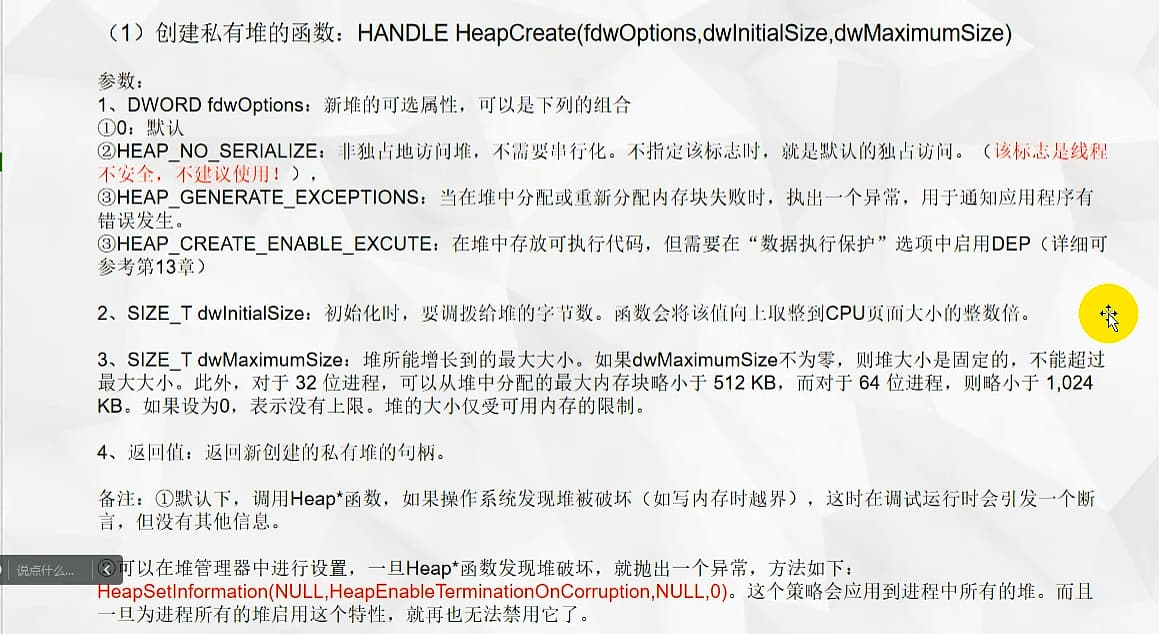 （1）创建私有堆的函数：HANDLE HeapCreate(fdwOptions,dwInitialSize,dwMaximumSize)
参数：
1、DWORD fdwOptions：新堆的可选属性，可以是下列的组合
①0：默认
②HEAP_NO_SERIALIZE：非独占地访问堆，不需要串行化。不指定该标志时，就是默认的独占访问。（该标志是线程
不安全，不建议使用！），
③HEAP_GENERATE_EXCEPTIONS：当在堆中分配或重新分配内存块失败时，执出一个异常，用于通知应用程序有
错误发生。
③HEAP_CREATE_ENABLE_EXCUTE：在堆中存放可执行代码，但需要在“数据执行保护”选项中启用DEP（详细可
参考第13章）
2、SIZE_T dwInitialSize：初始化时，要调拨给堆的字节数。函数会将该值向上取整到CPU页面大小的整数倍。
3、SIZE_T dwMaximumSize：堆所能增长到的最大大小。如果dwMaximumSize不为零，则堆大小是固定的，不能超过
最大大小。此外，对于 32 位进程，可以从堆中分配的最大内存块略小于 512 KB，而对于 64 位进程，则略小于 1,024
KB。如果设为0，表示没有上限。堆的大小仅受可用内存的限制。
4、返回值：返回新创建的私有堆的句柄。
备注：①默认下，调用Heap*函数，如果操作系统发现堆被破坏（如写内存时越界），这时在调试运行时会引发一个断
言，但没有其他信息。
说点什么...
②可以在堆管理器中进行设置，一旦Heap*函数发现堆破坏，就抛出一个异常，方法如下：
HeapSetInformation(NULL,HeapEnableTerminationOnCorruption,NULL,0)。这个策略会应用到进程中所有的堆。而且
一旦为进程所有的堆启用这个特性，就再也无法禁用它了。